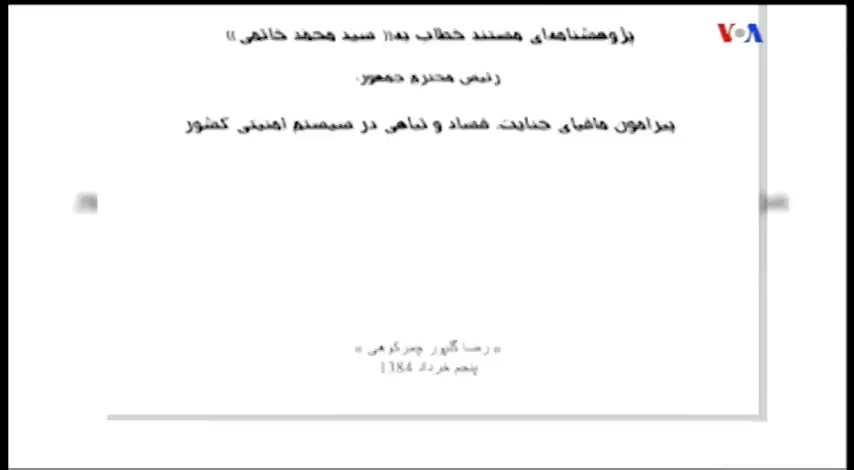 VOA
پژوهشنامه‌ای مستند خطاب به« سید محمد خاتمی»
رئیس محترم جمهور،
پیرامون مافیای جنایت، فساد و تباهی در سیستم امنیتی کشور
« رضا گلپور چمرکوهی »
پنجم خرداد 1384